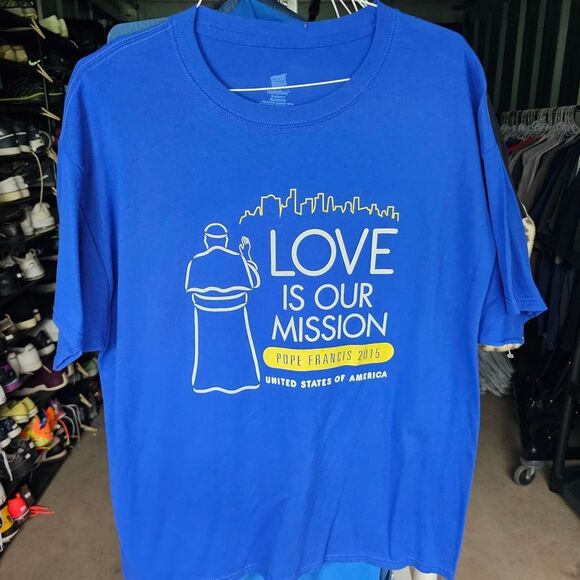 LOVE
IS OUR
MISSION
POPE FRANCIS 2015
UNITED STATES OF AMERICA